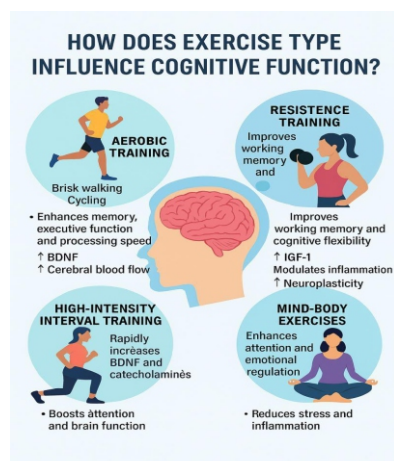 HOW DOES EXERCISE TYPE
INFLUENCE COGNITIVE FUNCTION?
AEROBIC
TRAINING
Brisk walking
Cycling
• Enhances memory,
executive function
and processing speed
↑ BDNF
↑ Cerebral blood flow
RESISTENCE
TRAINING
Improves
working
memory
and
Improves
working memory and
cognitive flexibility
↑ IGF-1
Modulates inflammation
↑ Neuroplasticity
HIGH-INTENSITY
INTERVAL TRAINING
Rapidly
incrèases
BDNF and
catecholaminès
• Boosts àttention
and brain function
MIND-BODY
EXERCISES
Enhances
attention and
emotional
regulation
• Reduces stress and
inflammation